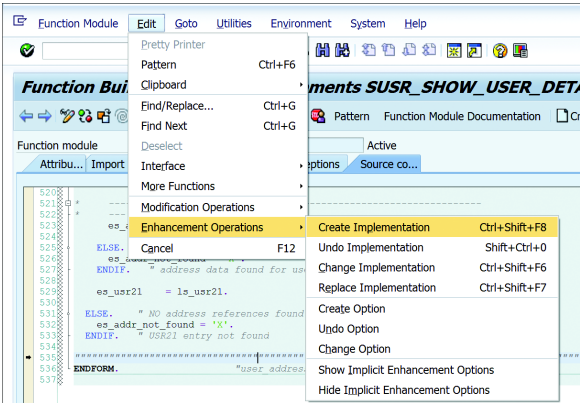 Function Module Edit Goto Utilities Environment System Help
Pretty Printer
Pattern Ctrl+F6
Clipboard
Function Bui ments SUSR_SHOW_USER_DETA
Find/Replace... Ctrl+G
Pattern Function Module Documentation
Find Next Ctrl+G
Deselect
Function module Active
Interface
Attribu... Import ptions Source co...
More Functions
Modification Operations
Enhancement Operations
Cancel F12
Create Implementation Ctrl+Shift+F8
Undo Implementation Shift+Ctrl+0
Change Implementation Ctrl+Shift+F6
Replace Implementation Ctrl+Shift+F7
Create Option
Undo Option
Change Option
Show Implicit Enhancement Options
Hide Implicit Enhancement Options
520
521 *
522 *
523 es_a
525 ELSE.
526 es_addr_not_found
527 ENDIF. " address data found for use
528
529 es_usr21 = ls_usr21.
530
531 ELSE. " NO address references found
532 es_addr_not_found = 'X'.
533 ENDIF. " USR21 entry not found
534
535
536 ENDFORM. "user_addres
537